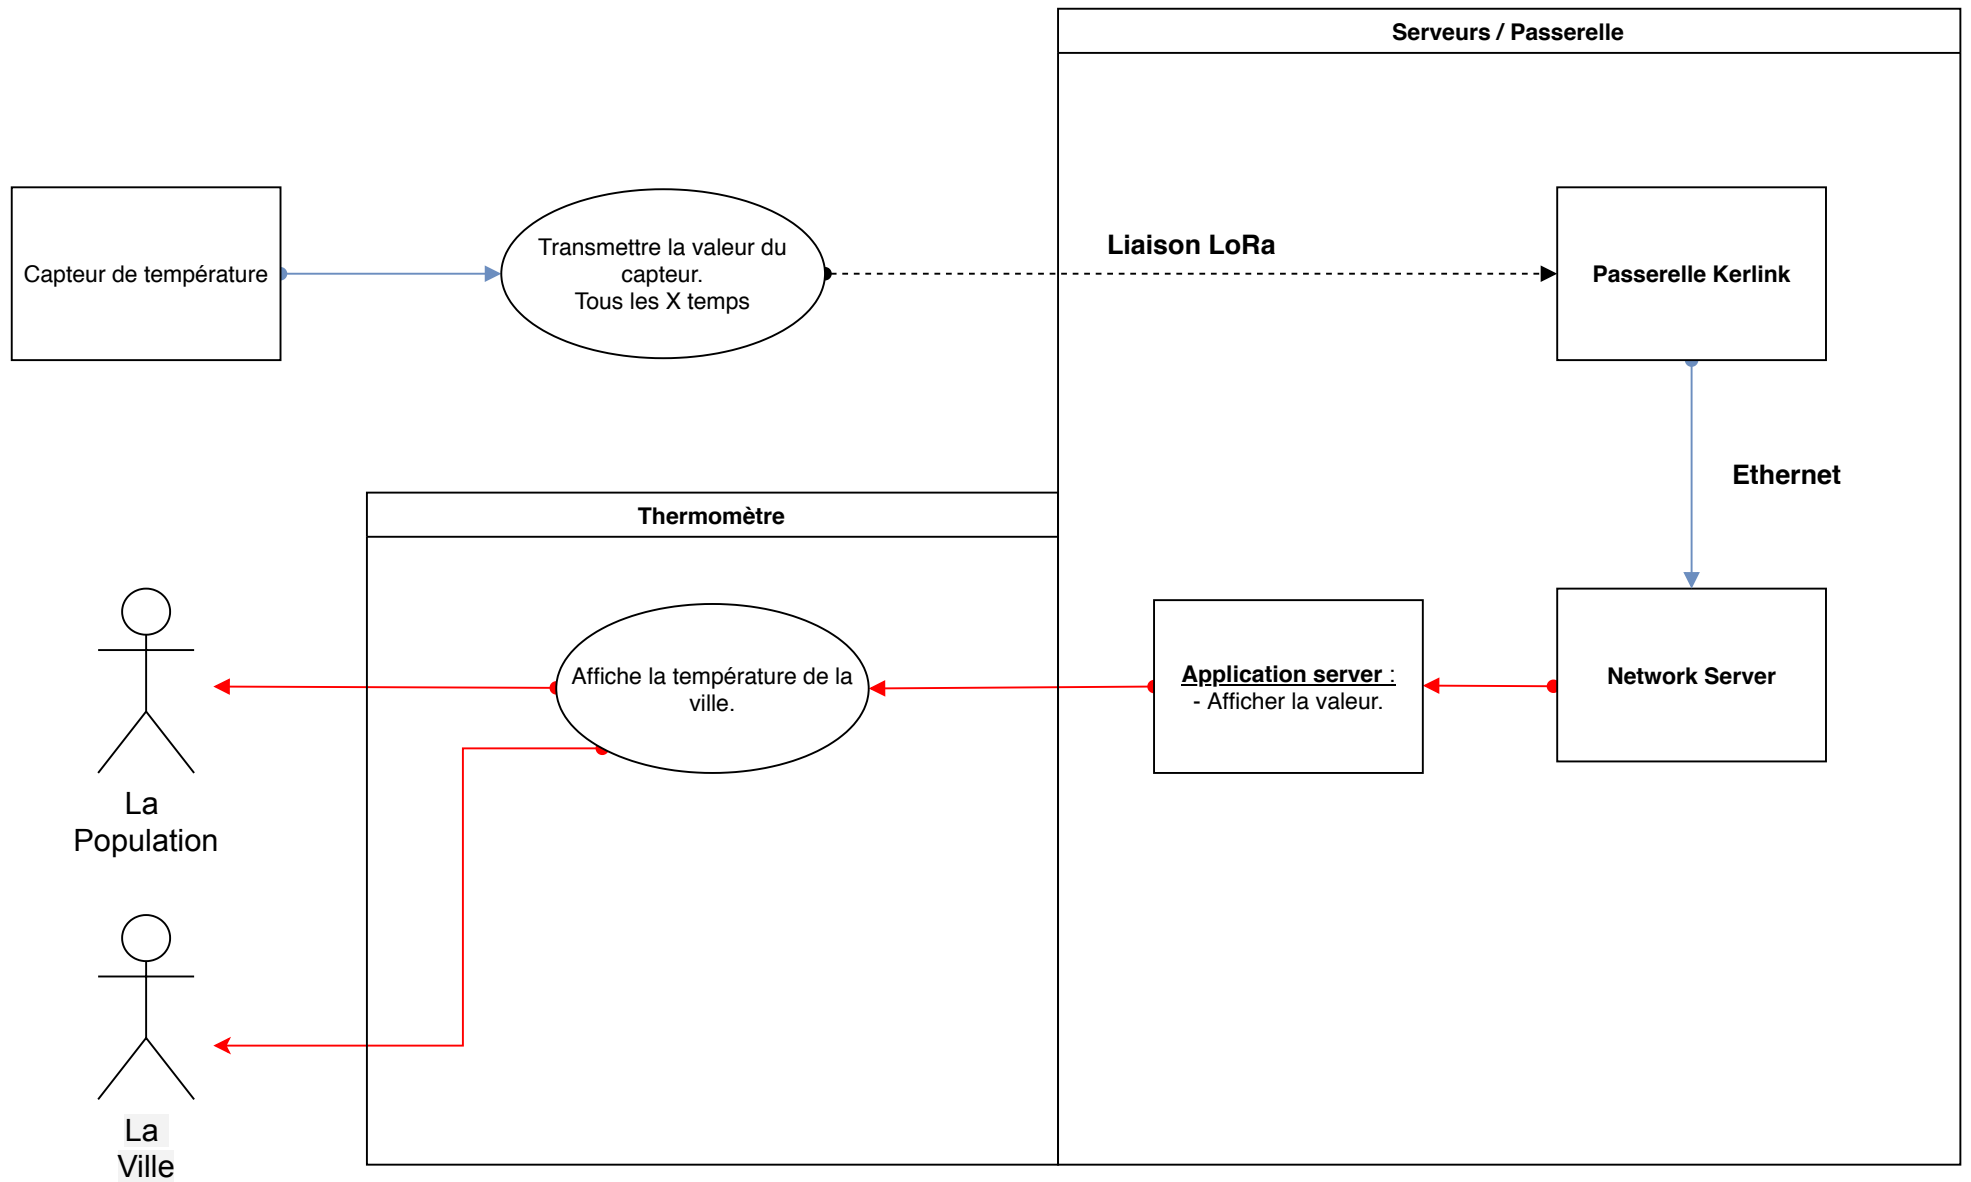 Serveurs / Passerelle
Capteur de température
Transmettre la valeur du
capteur.
Tous les X temps
Liaison LoRa
Passerelle Kerlink
Ethernet
Thermomètre
Affiche la température de la
ville.
Application server :
- Afficher la valeur.
Network Server
La
Population
La
Ville